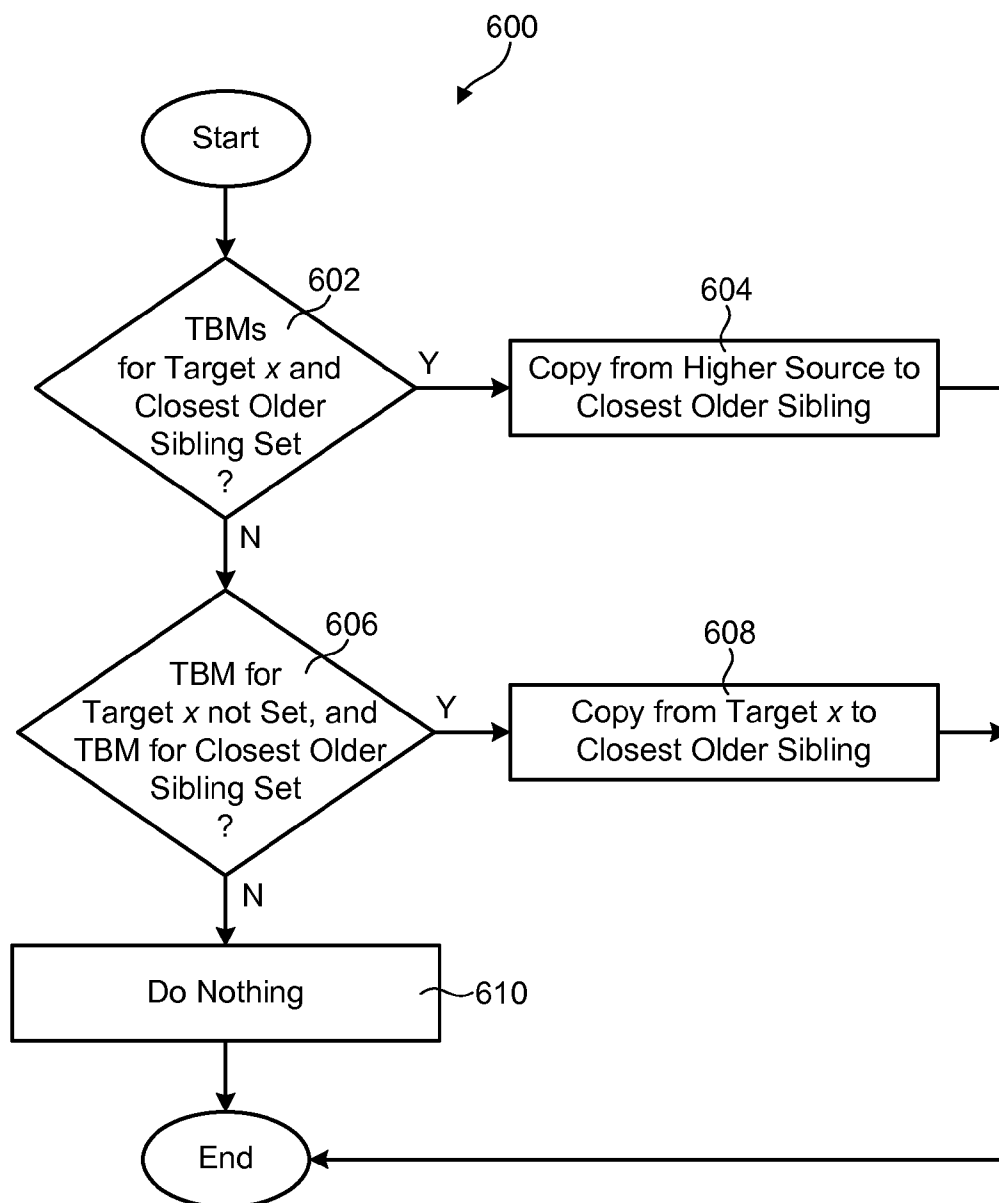 600
Start
602
TBMs
for Target x and
Closest Older
Sibling Set
?
Y
604
Copy from Higher Source to
Closest Older Sibling
N
606
TBM for
Target x not Set, and
TBM for Closest Older
Sibling Set
?
Y
608
Copy from Target x to
Closest Older Sibling
N
Do Nothing
610
End